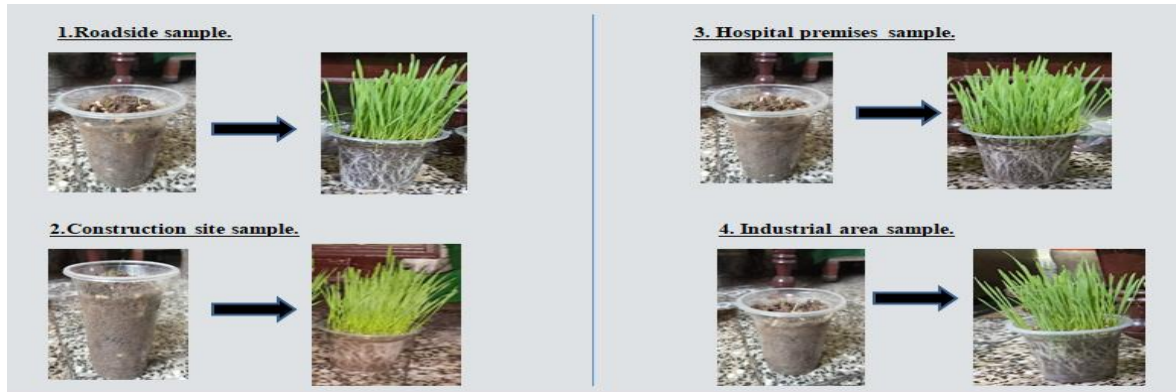 1.Roadside sample.
2.Construction site sample.
3. Hospital premises sample.
4. Industrial area sample.